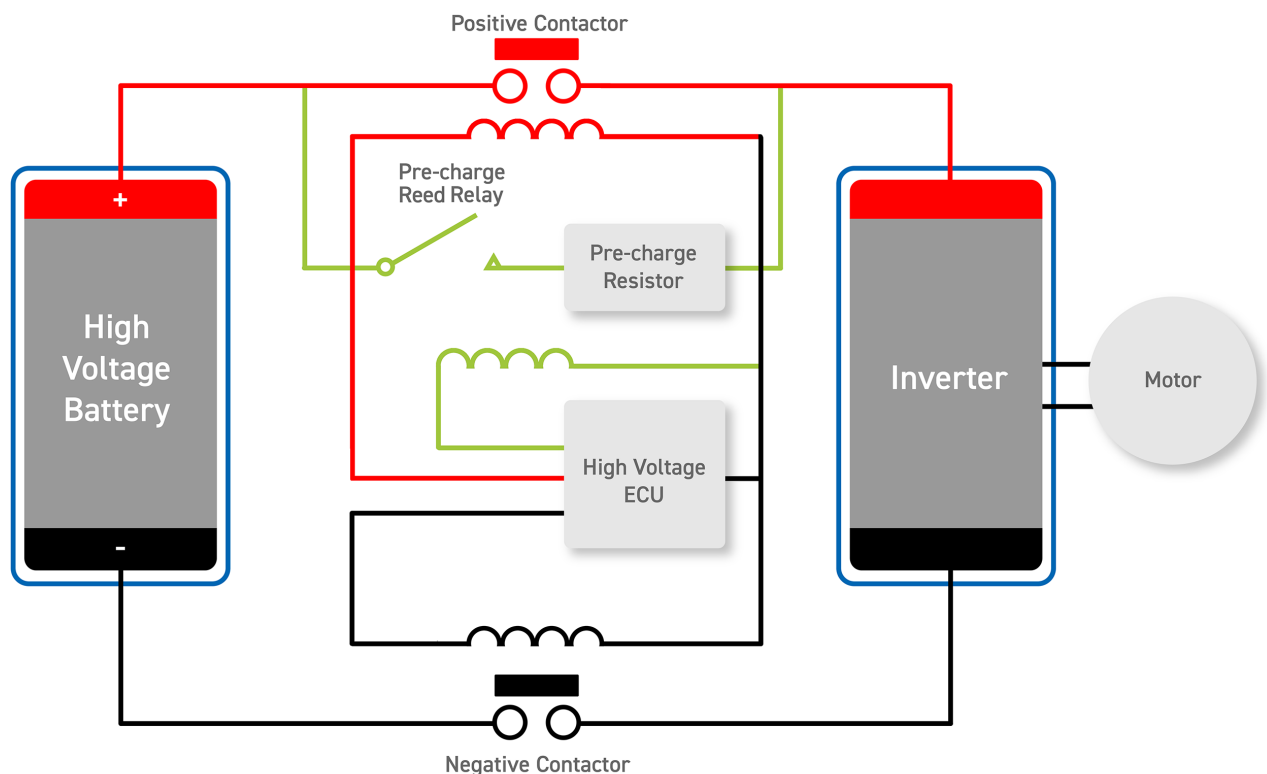 Positive Contactor
Pre-charge
Reed Relay
+
Pre-charge
Resistor
High
Voltage
Battery
Inverter
Motor
High Voltage
ECU
-
Negative Contactor